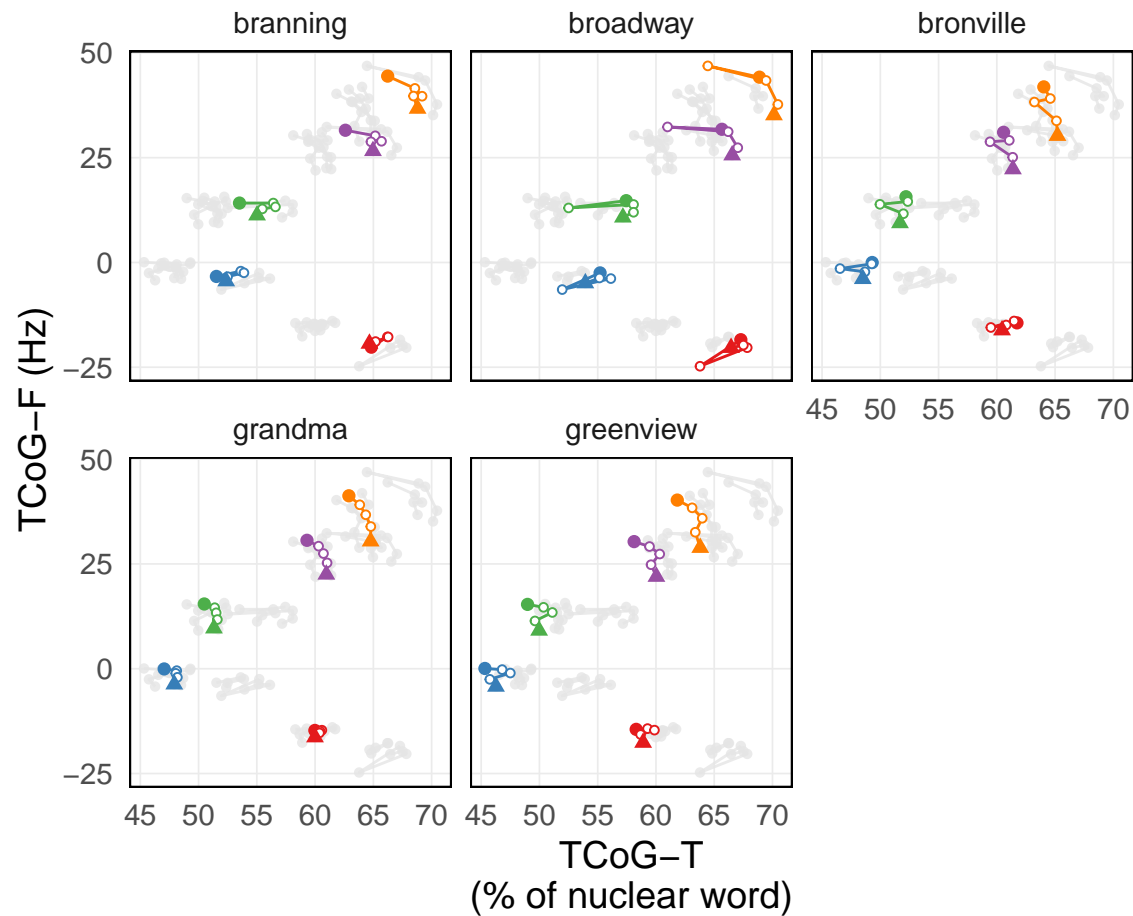 branning broadway bronville
50
25
0
−25
45 50 55 60 65 70
grandma greenview
50
25
0
−25
45 50 55 60 65 70 45 50 55 60 65 70
TCoG−F (Hz)
TCoG−T
(% of nuclear word)